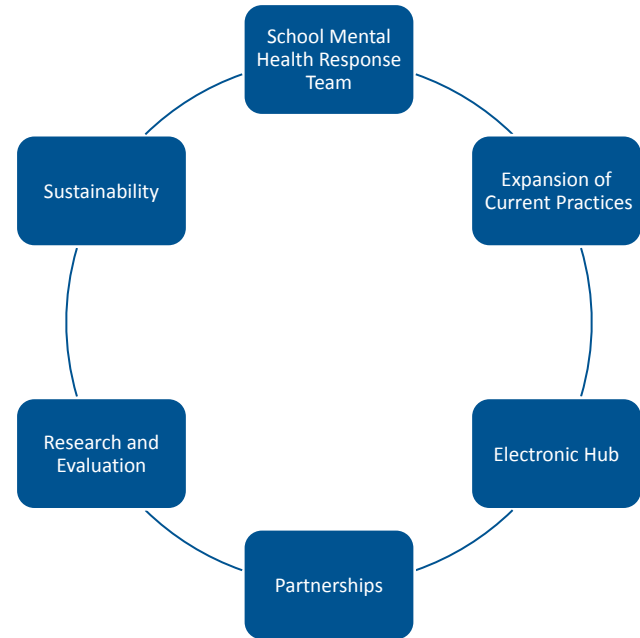 School Mental
Health Response
Team
Expansion of
Current Practices
Electronic Hub
Partnerships
Research and
Evaluation
Sustainability